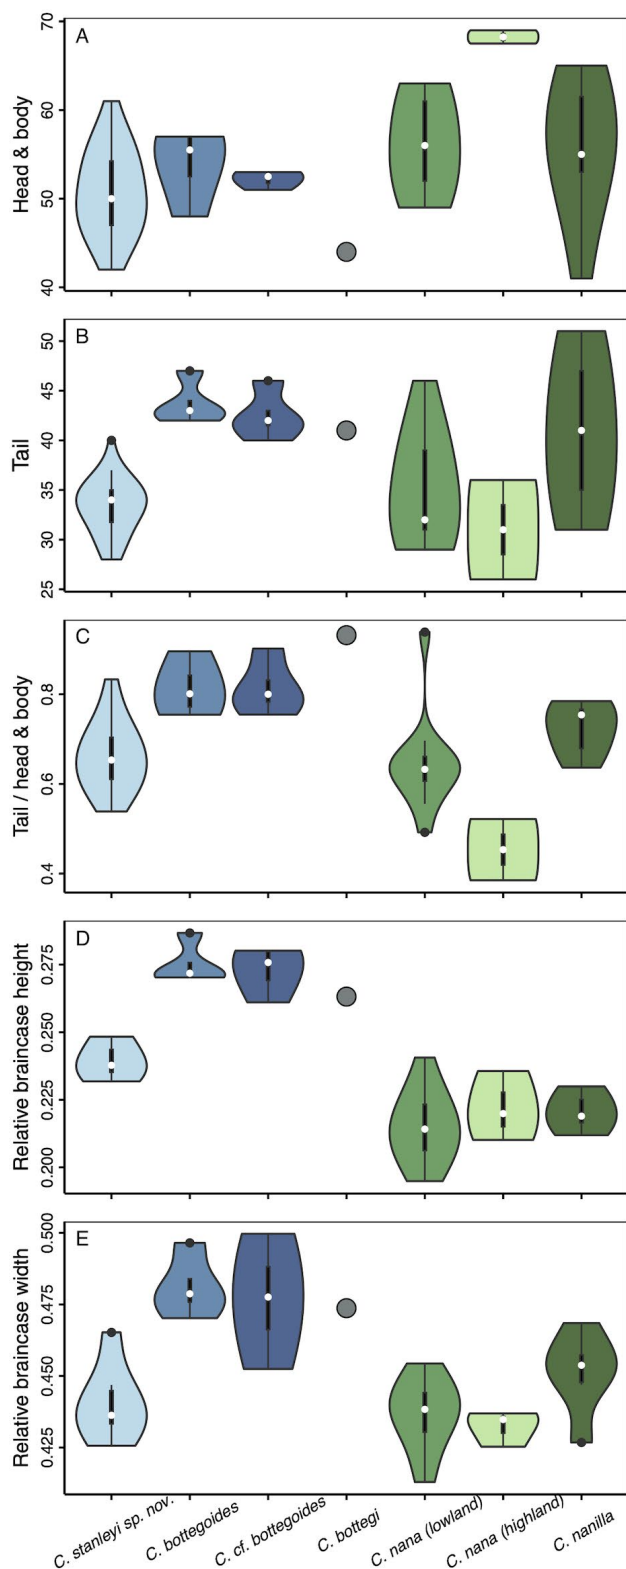 A
Head & body
70
60
50
40
B
Tail
50
45
40
35
30
25
C
Tail / head & body
0.8
0.6
0.4
D
Relative braincase height
0.275
0.250
0.225
0.200
E
Relative braincase width
0.500
0.475
0.450
0.425
C. stanleyi sp. nov.
C. bottegoides
C. cf. bottegoides
C. bottegi
C. nana (lowland)
C. nana (highland)
C. nanilla